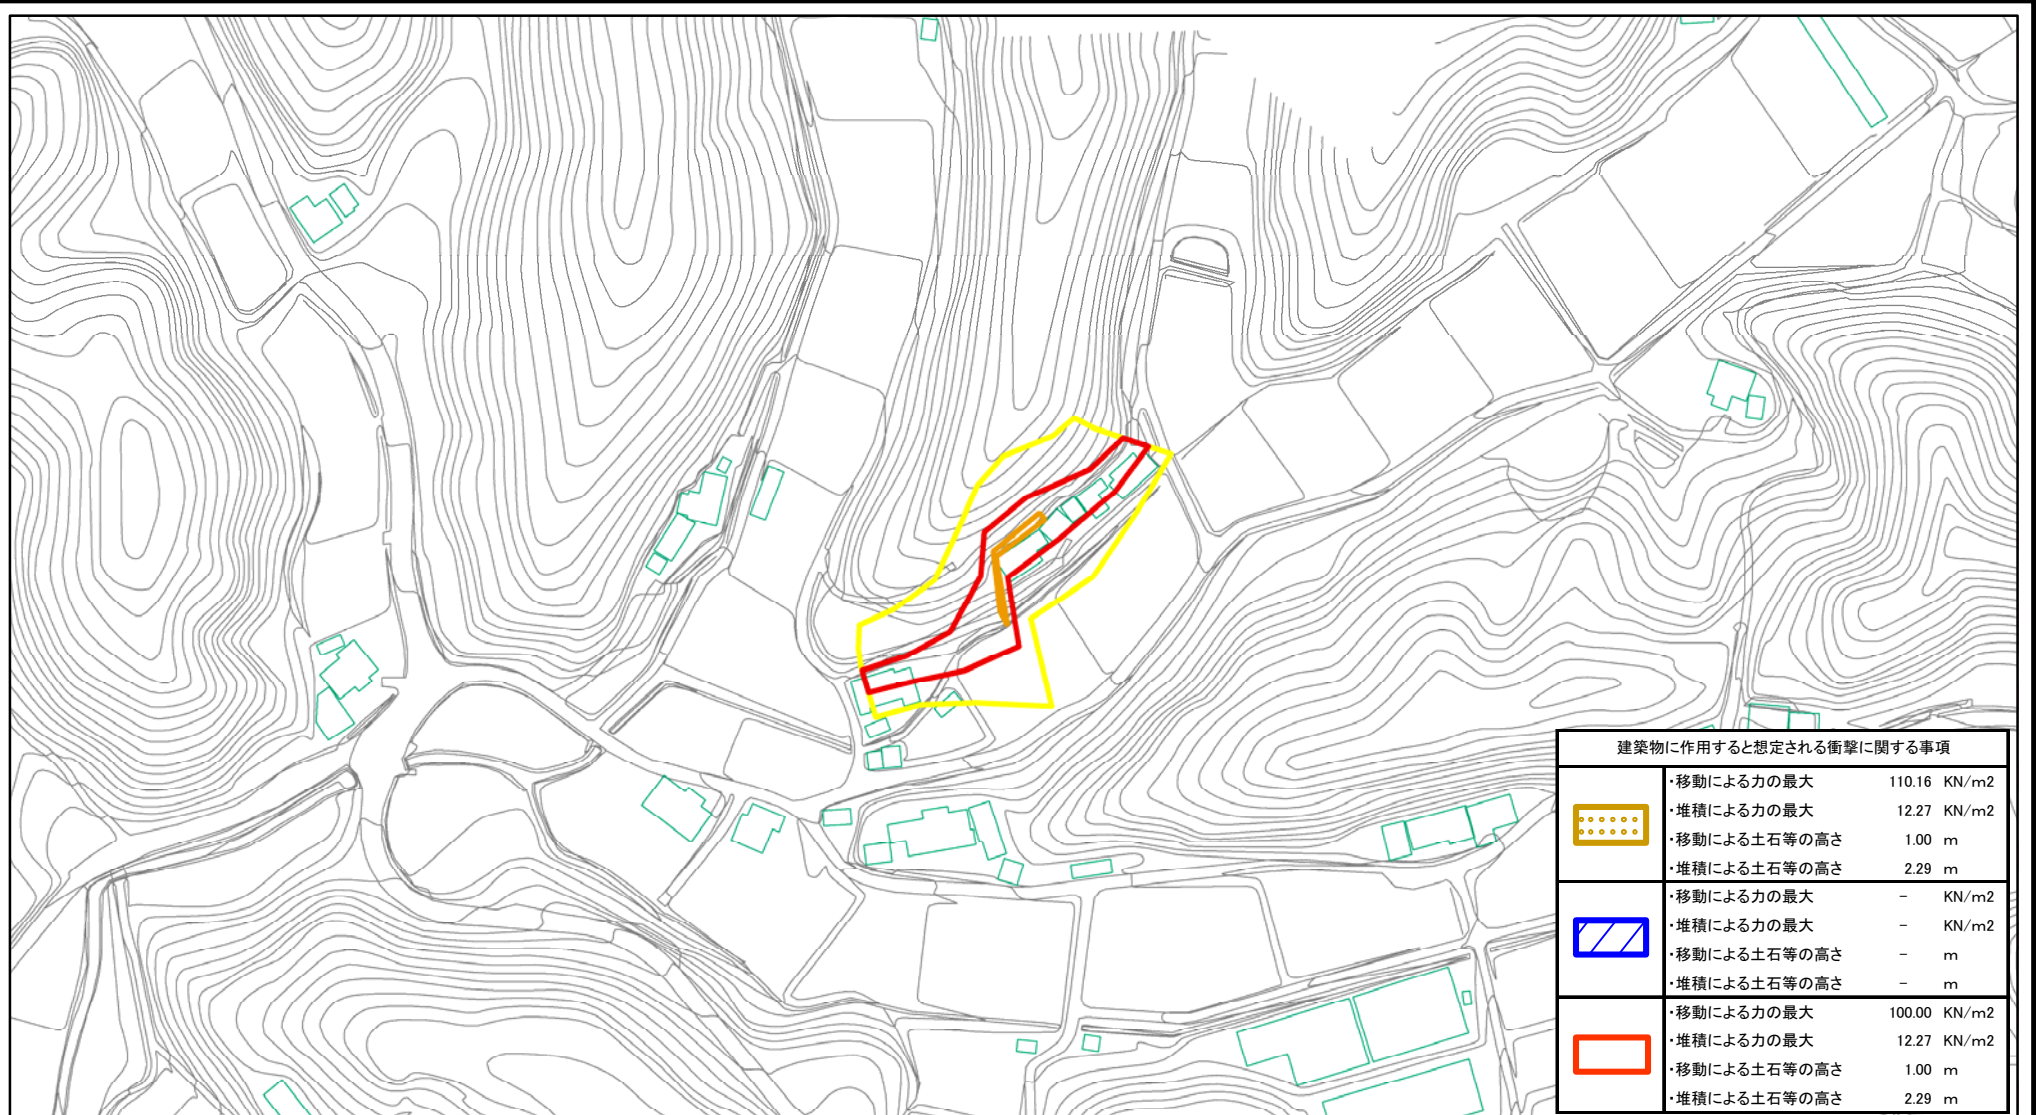 建築物に作用すると想定される衝撃に関する事項
・移動による力の最大 110.16 KN/m2
・堆積による力の最大 12.27 KN/m2
・移動による土石等の高さ 1.00 m
・堆積による土石等の高さ 2.29 m
・移動による力の最大 - KN/m2
・堆積による力の最大 - KN/m2
・移動による土石等の高さ - m
・堆積による土石等の高さ - m
・移動による力の最大 100.00 KN/m2
・堆積による力の最大 12.27 KN/m2
・移動による土石等の高さ 1.00 m
・堆積による土石等の高さ 2.29 m